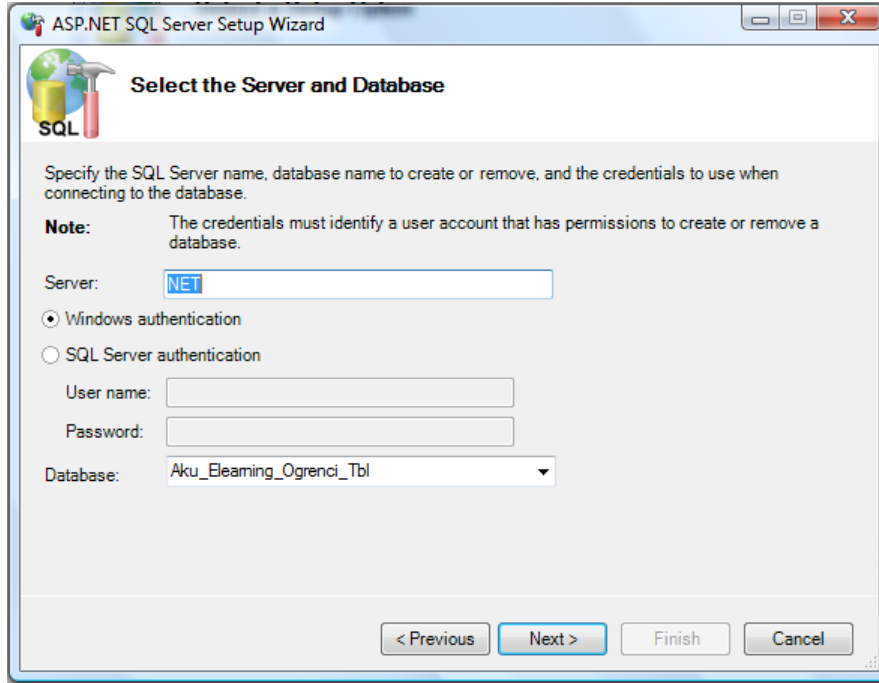 ASP.NET SQL Server Setup Wizard
SQL
Select the Server and Database
Specify the SQL Server name, database name to create or remove, and the credentials to use when
connecting to the database.
Note: The credentials must identify a user account that has permissions to create or remove a
database.
Server: NET
Windows authentication
SQL Server authentication
User name:
Password:
Database: Aku_Elearning_Ogrenci_Tbl
< Previous Next > Finish Cancel